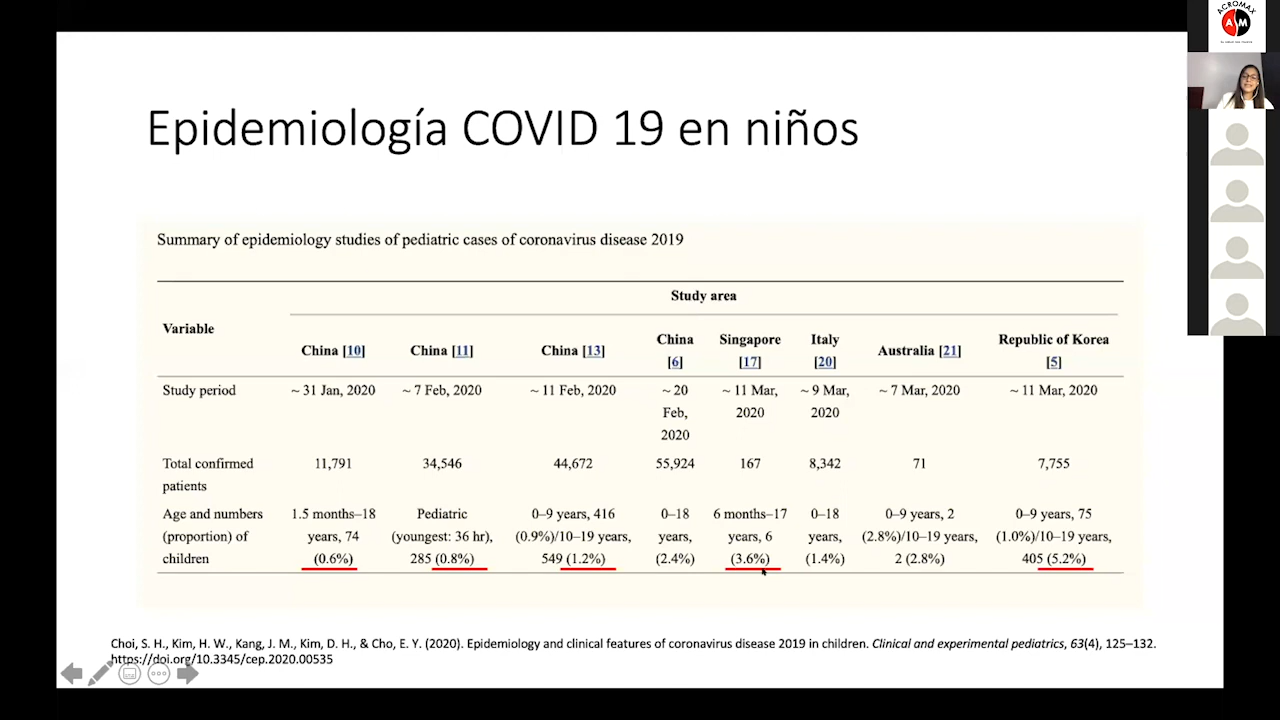 ACROMAX
ASM
Epidemiología COVID 19 en niños
Summary of epidemiology studies of pediatric cases of coronavirus disease 2019
Study area
Variable
China [10] China [11] China [13] China [6] Singapore [17] Italy [20] Australia [21] Republic of Korea [5]
Study period ~ 31 Jan, 2020 ~ 7 Feb, 2020 ~ 11 Feb, 2020 ~ 20 Feb, 2020 ~ 11 Mar, 2020 ~ 9 Mar, 2020 ~ 7 Mar, 2020 ~ 11 Mar, 2020
Total confirmed patients 11,791 34,546 44,672 55,924 167 8,342 71 7,755
Age and numbers 1.5 months–18 Pediatric 0–9 years, 416 0–18 6 months–17 0–18 0–9 years, 2 0–9 years, 75
(proportion) of years, 74 (youngest: 36 hr), (0.9%)/10–19 years, years, years, 6 years, (2.8%)/10–19 years, (1.0%)/10–19 years,
children (0.6%) 285 (0.8%) 549 (1.2%) (2.4%) (3.6%) (1.4%) 2 (2.8%) 405 (5.2%)
Choi, S. H., Kim, H. W., Kang, J. M., Kim, D. H., & Cho, E. Y. (2020). Epidemiology and clinical features of coronavirus disease 2019 in children. Clinical and experimental pediatrics, 63(4), 125–132.
https://doi.org/10.3345/cep.2020.00535